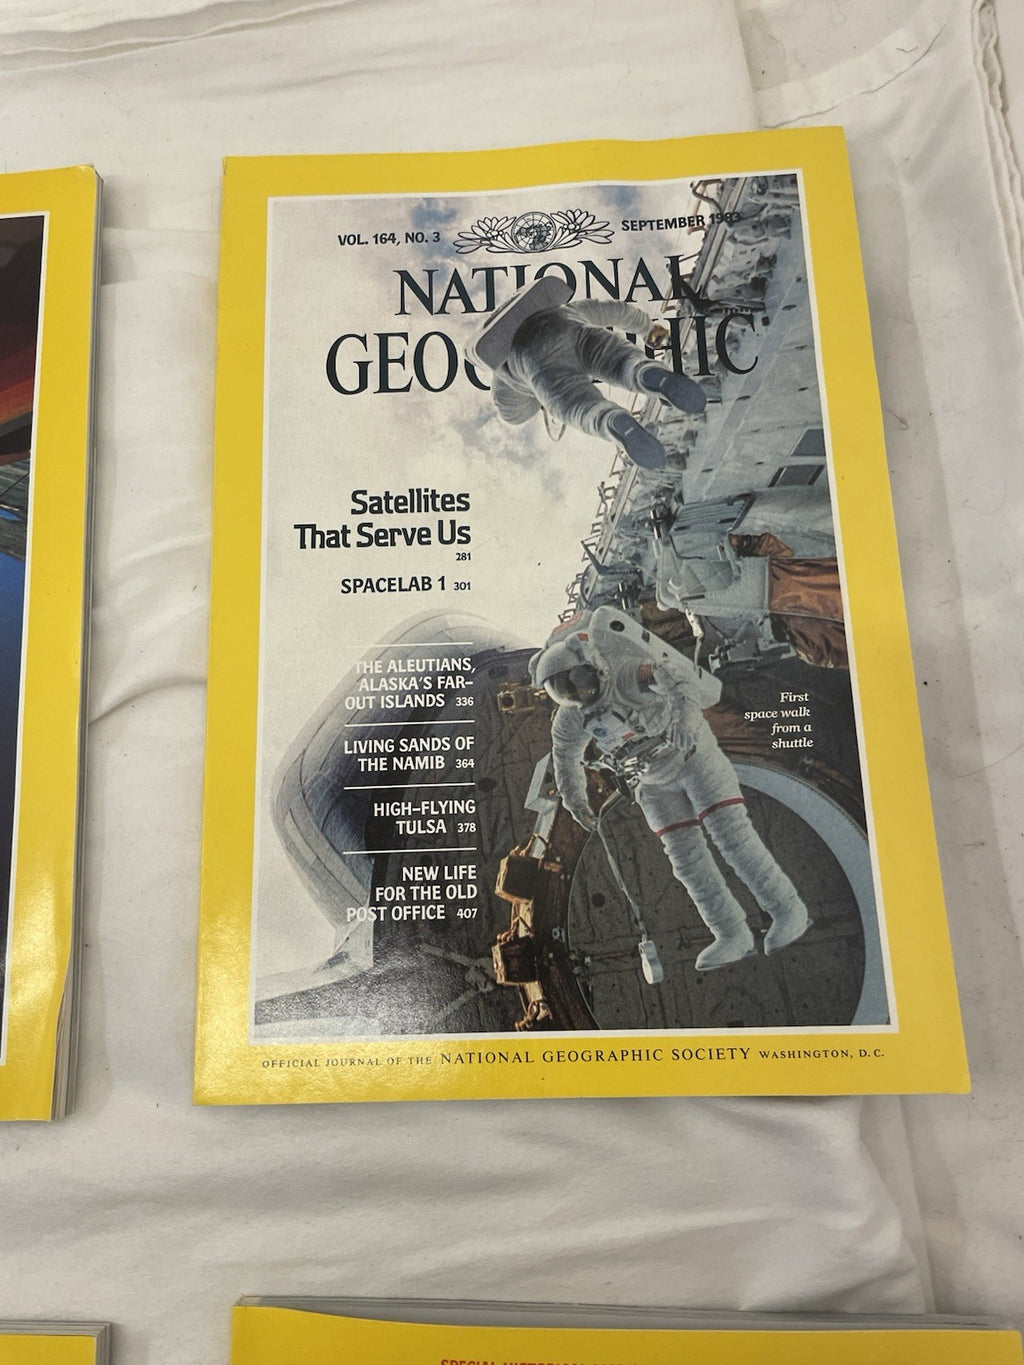 VOL. 164, NO. 3
SEPTEMBER 1983
NATIONAL
GEOGRAPHIC
Satellites
That Serve Us
281
SPACELAB 1 301
THE ALEUTIANS,
ALASKA'S FAR-
OUT ISLANDS 336
LIVING SANDS OF
THE NAMIB 364
HIGH-FLYING
TULSA 378
NEW LIFE
FOR THE OLD
POST OFFICE 407
First
space walk
from a
shuttle
OFFICIAL JOURNAL OF THE NATIONAL GEOGRAPHIC SOCIETY WASHINGTON, D.C.